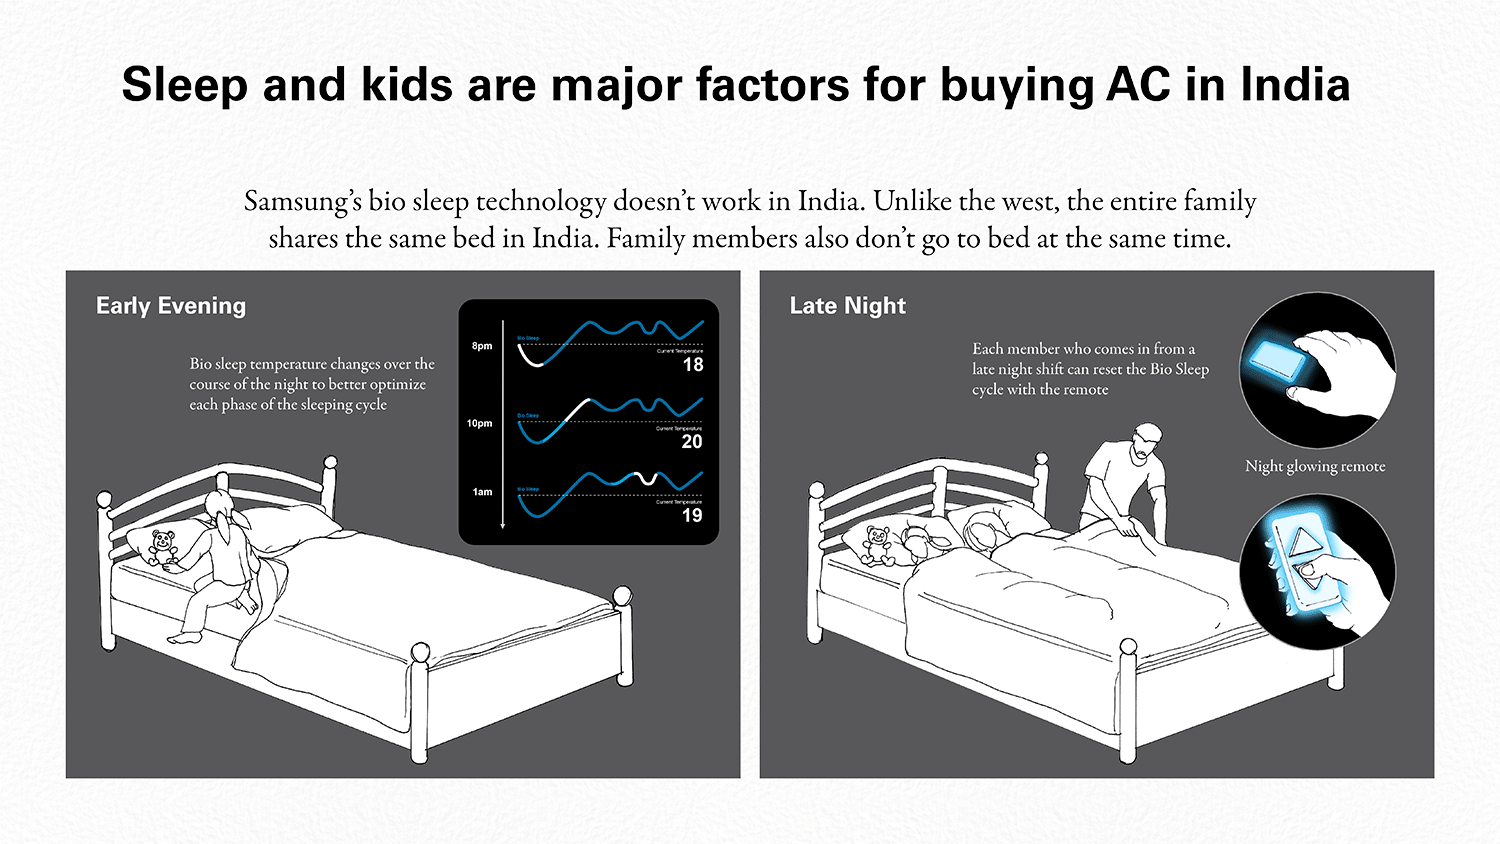 Sleep and kids are major factors for buying AC in India
Samsung’s bio sleep technology doesn’t work in India. Unlike the west, the entire family
shares the same bed in India. Family members also don’t go to bed at the same time.
Early Evening
Bio sleep temperature changes over the
course of the night to better optimize
each phase of the sleeping cycle
8pm
Bio Sleep
Current Temperature
18
10pm
Bio Sleep
Current Temperature
20
1am
Bio Sleep
Current Temperature
19
Late Night
Each member who comes in from a
late night shift can reset the Bio Sleep
cycle with the remote
Night glowing remote